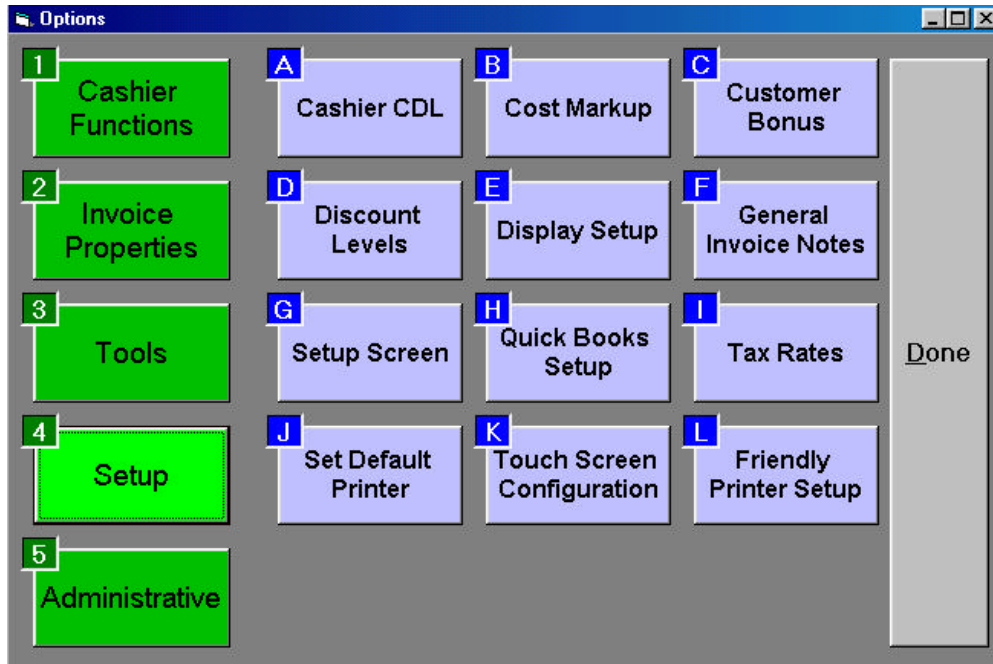 Options
1
Cashier
Functions
A
Cashier CDL
B
Cost Markup
C
Customer
Bonus
2
Invoice
Properties
D
Discount
Levels
E
Display Setup
F
General
Invoice Notes
3
Tools
G
Setup Screen
H
Quick Books
Setup
I
Tax Rates
Done
4
Setup
J
Set Default
Printer
K
Touch Screen
Configuration
L
Friendly
Printer Setup
5
Administrative